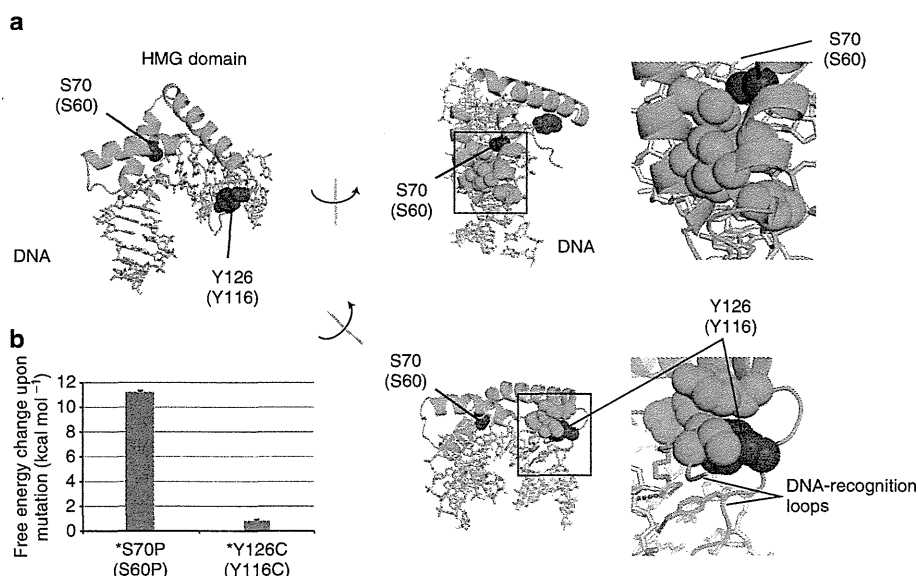 a
HMG domain
S70
(S60)
DNA
Y126
(Y116)
S70
(S60)
DNA
S70
(S60)
b
Free energy change upon
mutation (kcal mol⁻¹)
12
10
8
6
4
2
0
*S70P
(S60P)
*Y126C
(Y116C)
S70
(S60)
Y126
(Y116)
DNA-recognition
loops